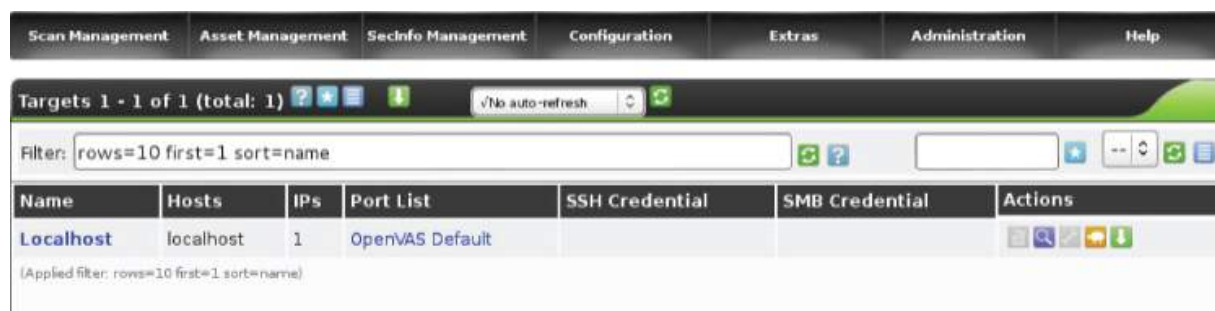 Scan Management Asset Management SecInfo Management Configuration Extras Administration Help
Targets 1 - 1 of 1 (total: 1) ? √No auto-refresh
Filter: rows=10 first=1 sort=name ? --
Name Hosts IPs Port List SSH Credential SMB Credential Actions
Localhost localhost 1 OpenVAS Default
(Applied filter: rows=10 first=1 sort=name)